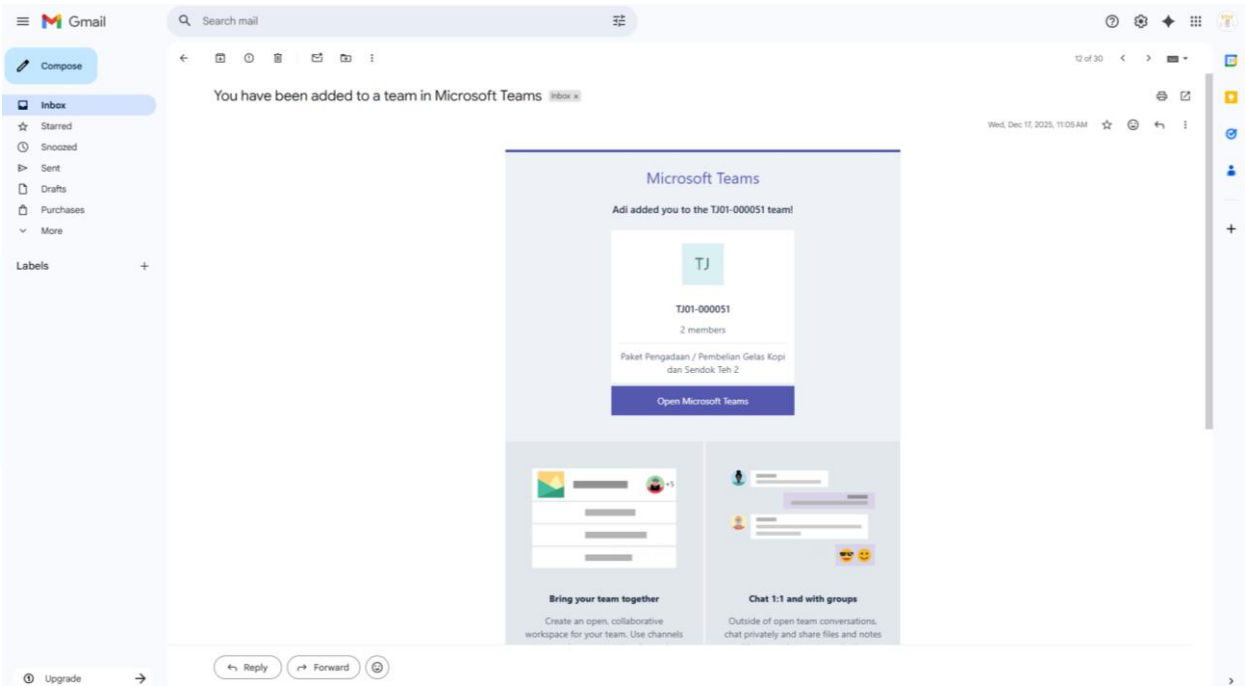 Gmail
Search mail
Compose
12 of 30
Inbox
Starred
Snoozed
Sent
Drafts
Purchases
More
Labels
You have been added to a team in Microsoft Teams
Inbox x
Wed, Dec 17, 2025, 11:05 AM
Microsoft Teams
Adi added you to the TJ01-000051 team!
TJ
TJ01-000051
2 members
Paket Pengadaan / Pembelian Gelas Kopi
dan Sendok Teh 2
Open Microsoft Teams
+5
Bring your team together
Create an open, collaborative
workspace for your team. Use channels
Chat 1:1 and with groups
Outside of open team conversations,
chat privately and share files and notes
Reply
Forward
Upgrade